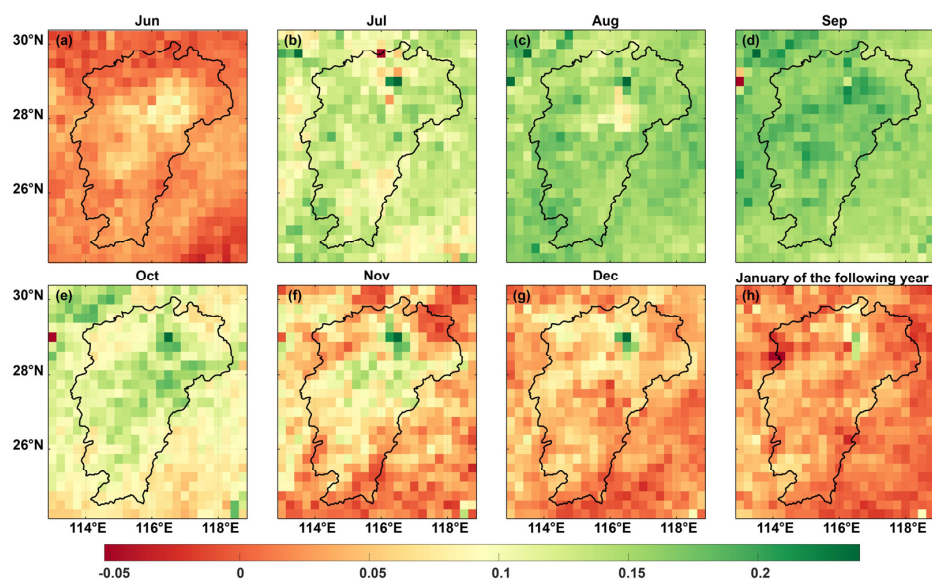 Jun Jul Aug Sep
30°N (a) (b) (c) (d)
28°N
26°N
Oct Nov Dec January of the following year
30°N (e) (f) (g) (h)
28°N
26°N
114°E 116°E 118°E 114°E 116°E 118°E 114°E 116°E 118°E 114°E 116°E 118°E
-0.05 0 0.05 0.1 0.15 0.2